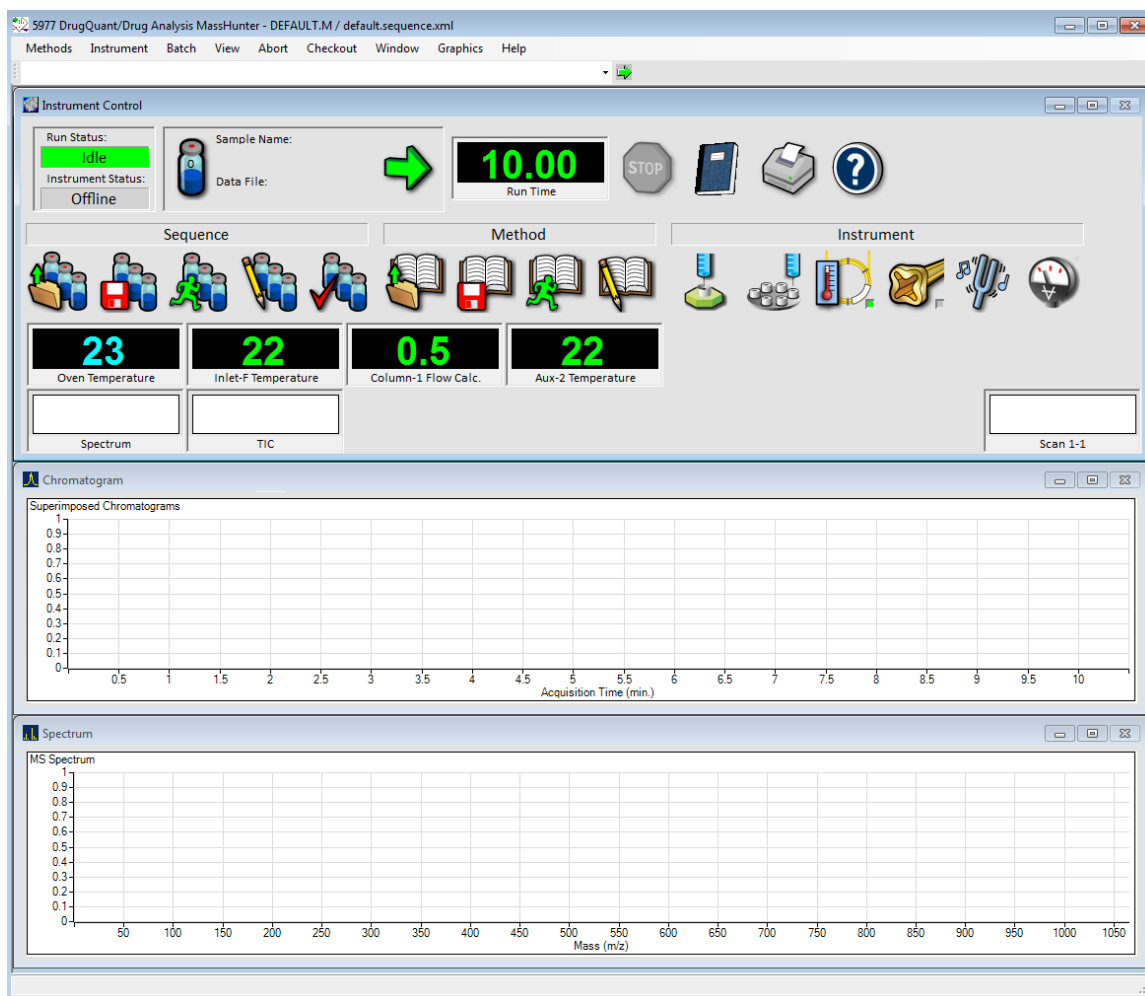 5977 DrugQuant/Drug Analysis MassHunter - DEFAULT.M / default.sequence.xml
Methods Instrument Batch View Abort Checkout Window Graphics Help
Instrument Control
Run Status:
Idle
Instrument Status:
Offline
0
Sample Name:
Data File:
10.00
Run Time
STOP
?
Sequence Method Instrument
23 22 0.5 22
Oven Temperature Inlet-F Temperature Column-1 Flow Calc. Aux-2 Temperature
Spectrum TIC Scan 1-1
Chromatogram
Superimposed Chromatograms
1
0.9
0.8
0.7
0.6
0.5
0.4
0.3
0.2
0.1
0
0.5 1 1.5 2 2.5 3 3.5 4 4.5 5 5.5 6 6.5 7 7.5 8 8.5 9 9.5 10
Acquisition Time (min.)
Spectrum
MS Spectrum
1
0.9
0.8
0.7
0.6
0.5
0.4
0.3
0.2
0.1
0
50 100 150 200 250 300 350 400 450 500 550 600 650 700 750 800 850 900 950 1000 1050
Mass (m/z)